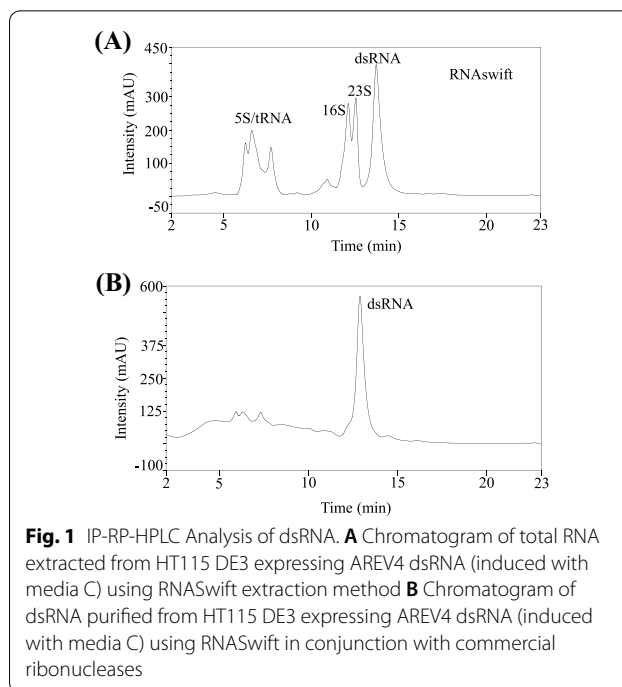 (A)
450
300
200
100
-50
Intensity (mAU)
5S/tRNA
16S
23S
dsRNA
RNAswift
2
5
10
15
20
23
Time (min)
(B)
600
375
250
125
-100
Intensity (mAU)
dsRNA
2
5
10
15
20
23
Time (min)
Fig. 1 IP-RP-HPLC Analysis of dsRNA. A Chromatogram of total RNA
extracted from HT115 DE3 expressing AREV4 dsRNA (induced with
media C) using RNASwift extraction method B Chromatogram of
dsRNA purified from HT115 DE3 expressing AREV4 dsRNA (induced
with media C) using RNASwift in conjunction with commercial
ribonucleases